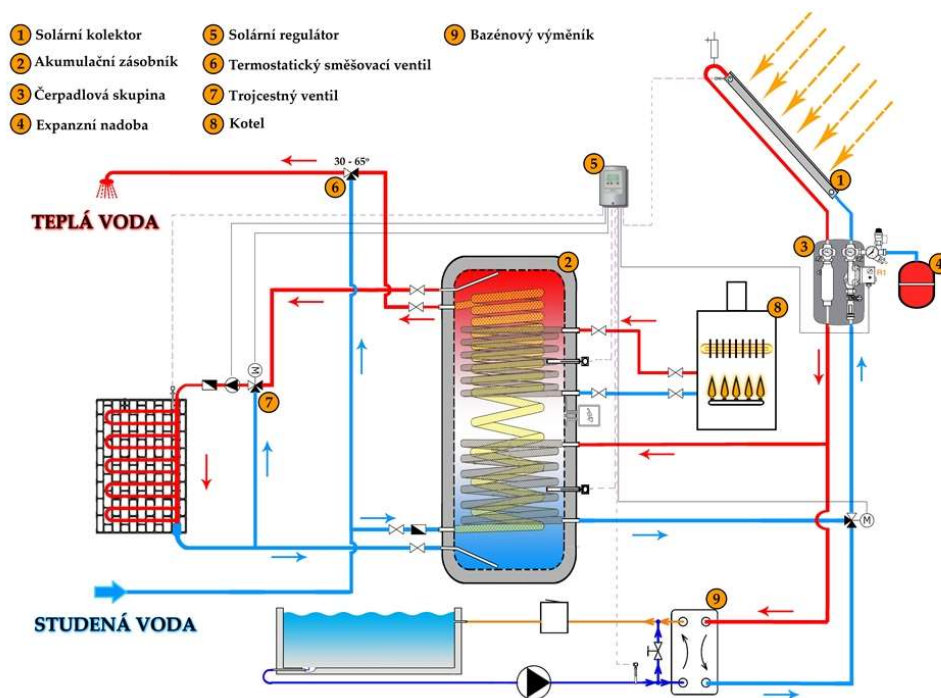 1 Solární kolektor
2 Akumulační zásobník
3 Čerpadlová skupina
4 Expanzní nadoba
5 Solární regulátor
6 Termostatický směšovací ventil
7 Trojcestný ventil
8 Kotel
9 Bazénový výměník
30 - 65°
6
TEPLÁ VODA
5
1
3
4
R1
2
8
M
7
M
STUDENÁ VODA
9